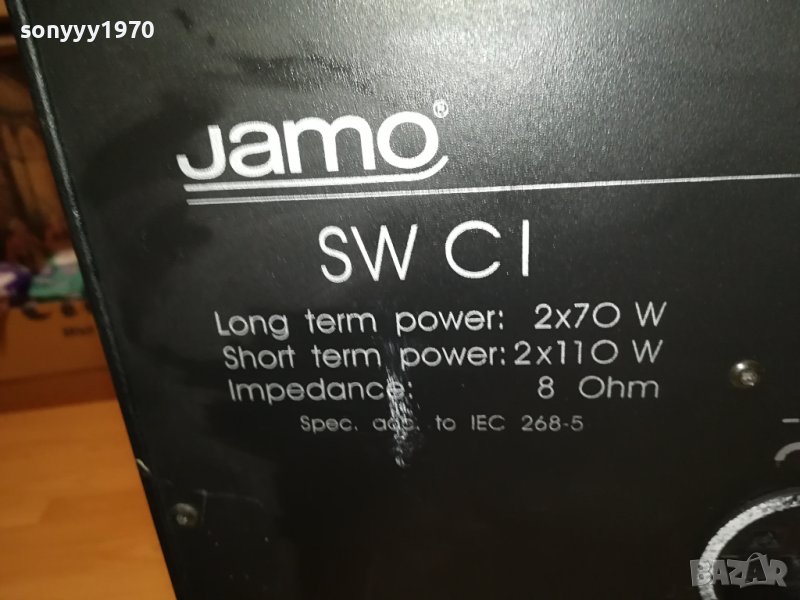 sonyyy1970
Jamo®
SW C1
Long term power: 2x70 W
Short term power: 2x110 W
Impedance: 8 Ohm
Spec. acc. to IEC 268-5
BAZAR